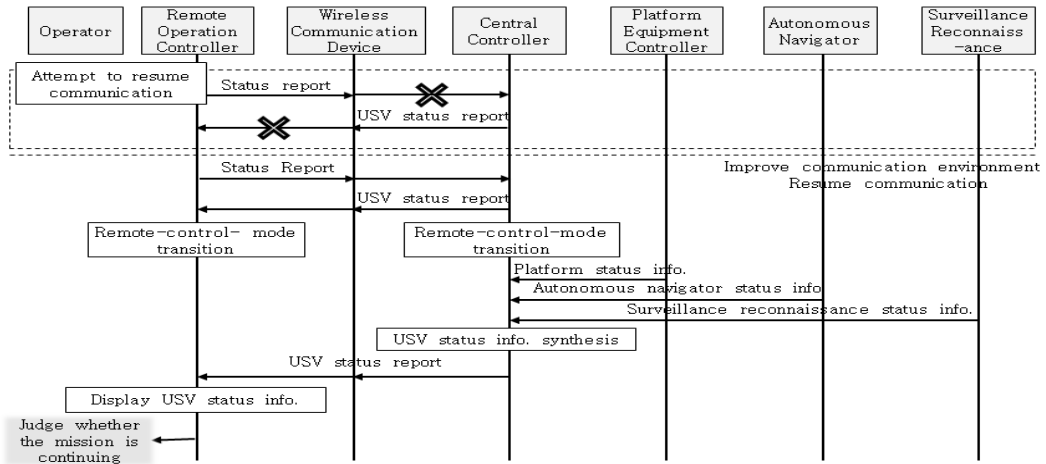 Operator
Remote
Operation
Controller
Wireless
Communication
Device
Central
Controller
Platform
Equipment
Controller
Autonomous
Navigator
Surveillance
Reconnaiss
-ance
Attempt to resume
communication
Status report
USV status report
Improve communication environment
Resume communication
Status Report
USV status report
Remote-control- mode
transition
Remote-control-mode
transition
Platform status info.
Autonomous navigator status info
Surveillance reconnaissance status info.
USV status info. synthesis
USV status report
Display USV status info.
Judge whether
the mission is
continuing